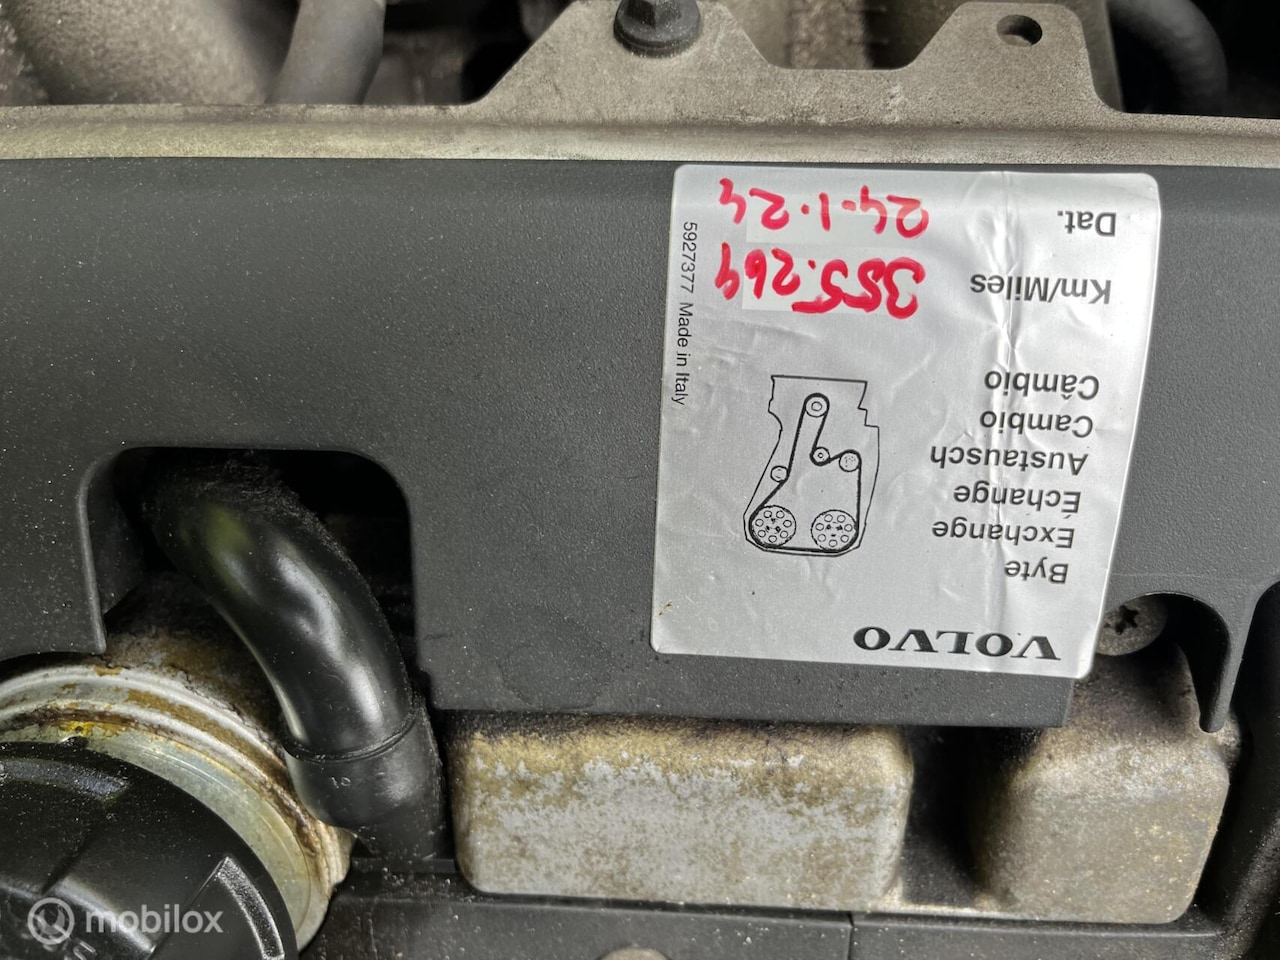 VOLVO
Byte
Exchange
Échange
Austausch
Cambio
Câmbio
Km/Miles 355.264
Dat. 24-1-24
5927377 Made in Italy
10
mobilox